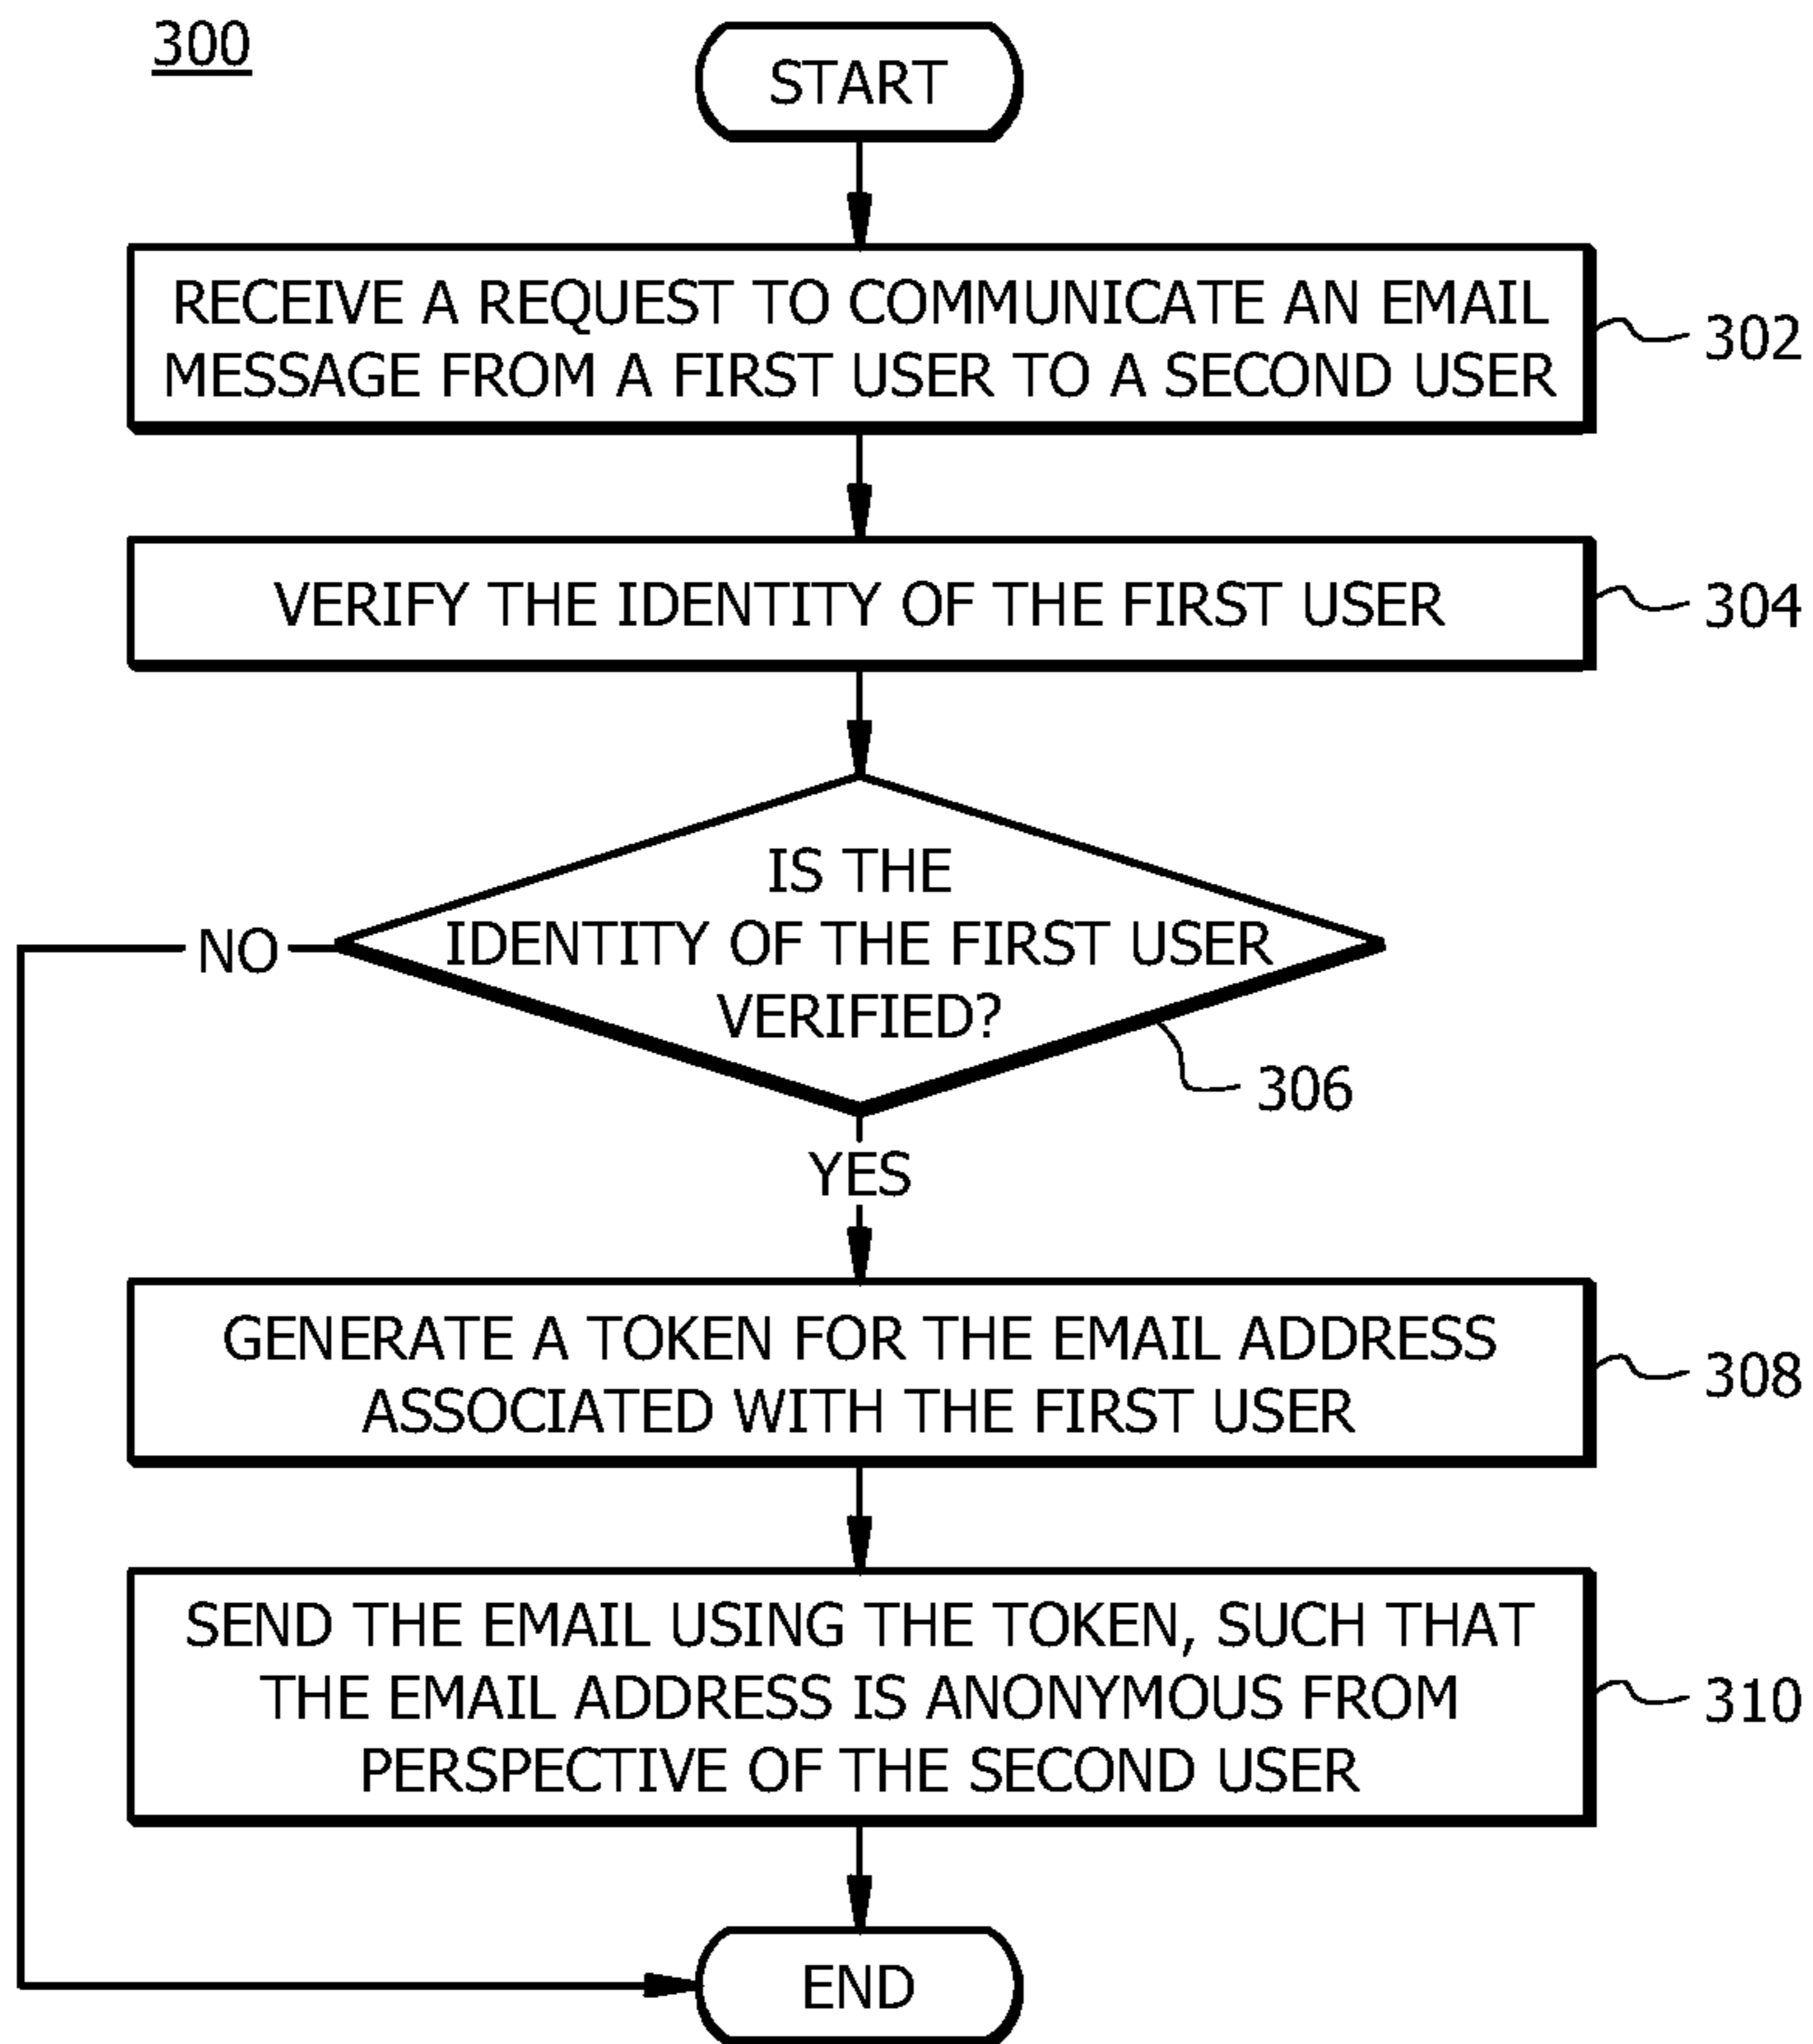 300
START
RECEIVE A REQUEST TO COMMUNICATE AN EMAIL
MESSAGE FROM A FIRST USER TO A SECOND USER
302
VERIFY THE IDENTITY OF THE FIRST USER
304
IS THE
IDENTITY OF THE FIRST USER
VERIFIED?
NO
306
YES
GENERATE A TOKEN FOR THE EMAIL ADDRESS
ASSOCIATED WITH THE FIRST USER
308
SEND THE EMAIL USING THE TOKEN, SUCH THAT
THE EMAIL ADDRESS IS ANONYMOUS FROM
PERSPECTIVE OF THE SECOND USER
310
END